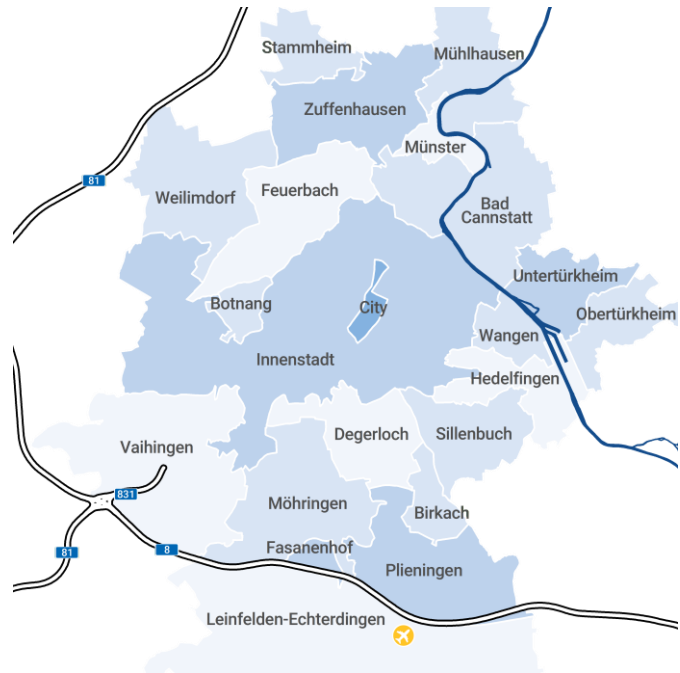 Stammheim
Mühlhausen
Zuffenhausen
Münster
81
Weilimdorf
Feuerbach
Bad
Cannstatt
Untertürkheim
Botnang
City
Obertürkheim
Wangen
Innenstadt
Hedelfingen
Vaihingen
Degerloch
Sillenbuch
831
Möhringen
Birkach
81
8
Fasanenhof
Plieningen
Leinfelden-Echterdingen